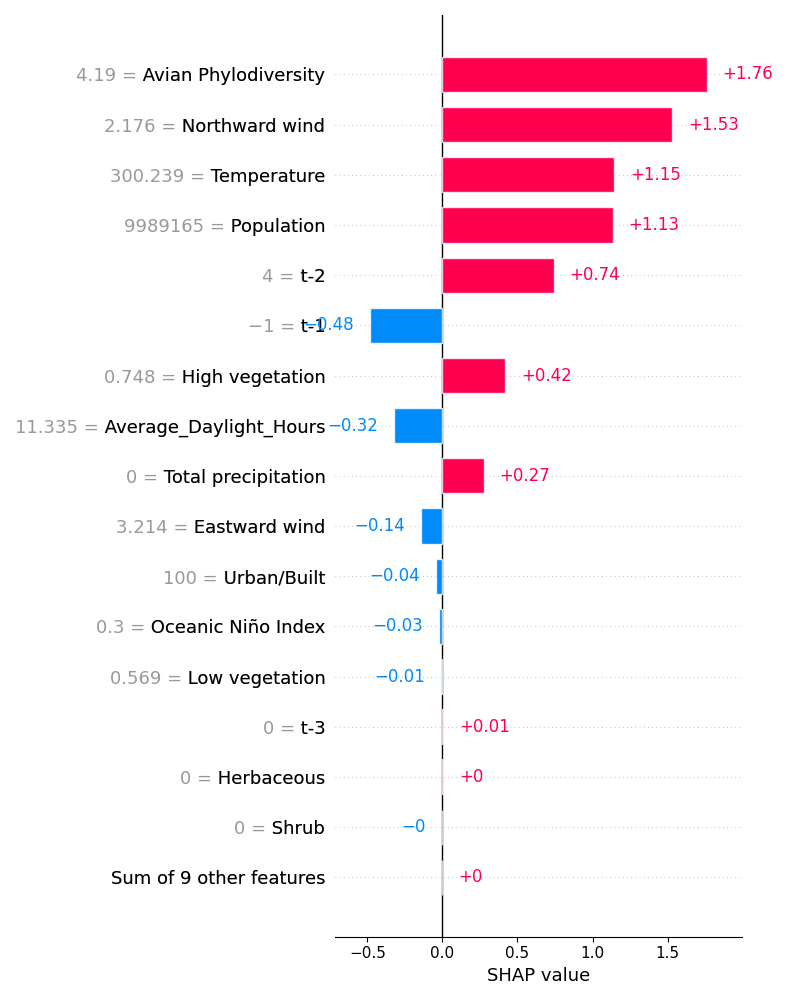 4.19 = Avian Phylodiversity +1.76
2.176 = Northward wind +1.53
300.239 = Temperature +1.15
9989165 = Population +1.13
4 = t-2 +0.74
−1 = t-1 −0.48
0.748 = High vegetation +0.42
11.335 = Average_Daylight_Hours −0.32
0 = Total precipitation +0.27
3.214 = Eastward wind −0.14
100 = Urban/Built −0.04
0.3 = Oceanic Niño Index −0.03
0.569 = Low vegetation −0.01
0 = t-3 +0.01
0 = Herbaceous +0
0 = Shrub −0
Sum of 9 other features +0
−0.5 0.0 0.5 1.0 1.5
SHAP value